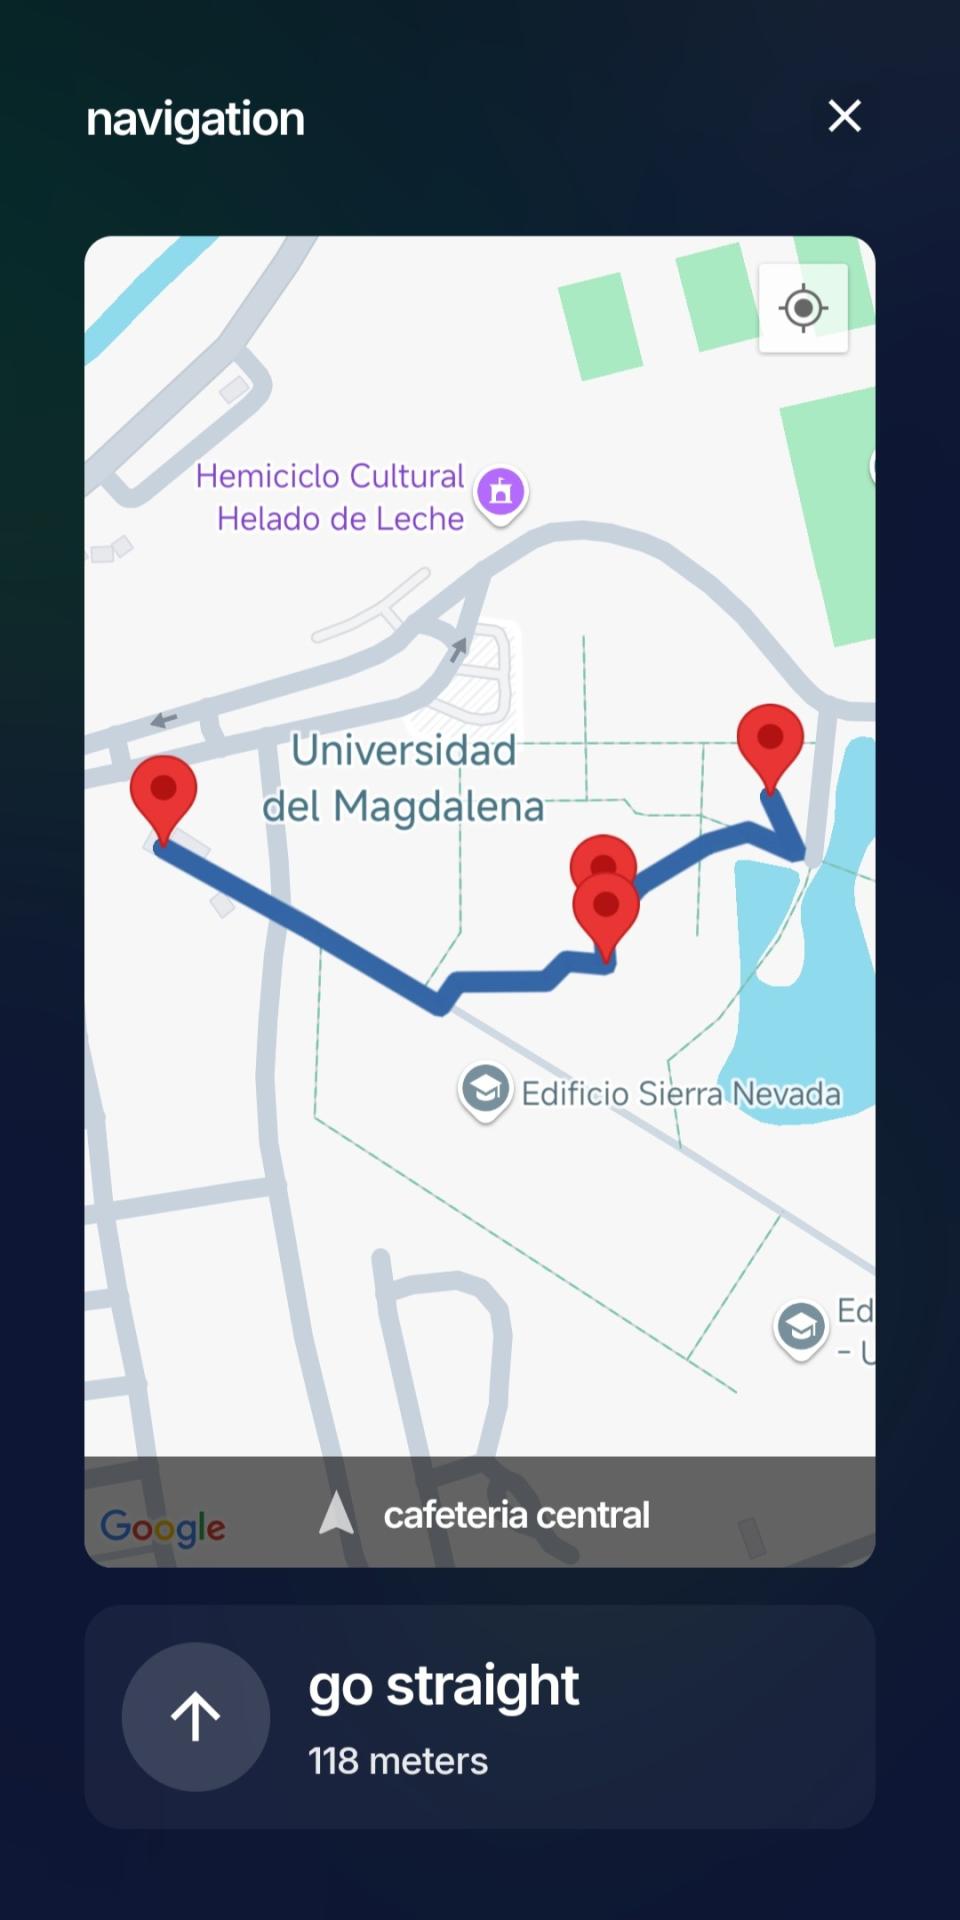 navigation
Hemiciclo Cultural
Helado de Leche
Universidad
del Magdalena
Edificio Sierra Nevada
Ed
- U
Google
cafeteria central
go straight
118 meters